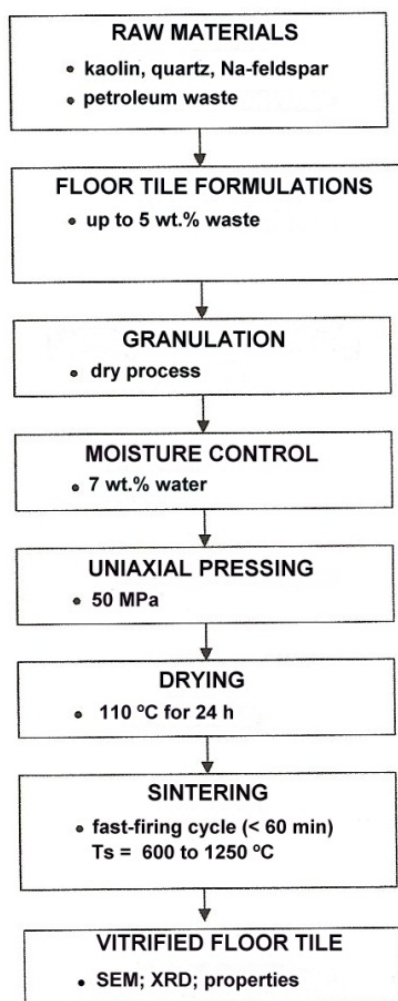 RAW MATERIALS
• kaolin, quartz, Na-feldspar
• petroleum waste
FLOOR TILE FORMULATIONS
• up to 5 wt.% waste
GRANULATION
• dry process
MOISTURE CONTROL
• 7 wt.% water
UNIAXIAL PRESSING
• 50 MPa
DRYING
• 110 ºC for 24 h
SINTERING
• fast-firing cycle (< 60 min)
Ts = 600 to 1250 ºC
VITRIFIED FLOOR TILE
• SEM; XRD; properties